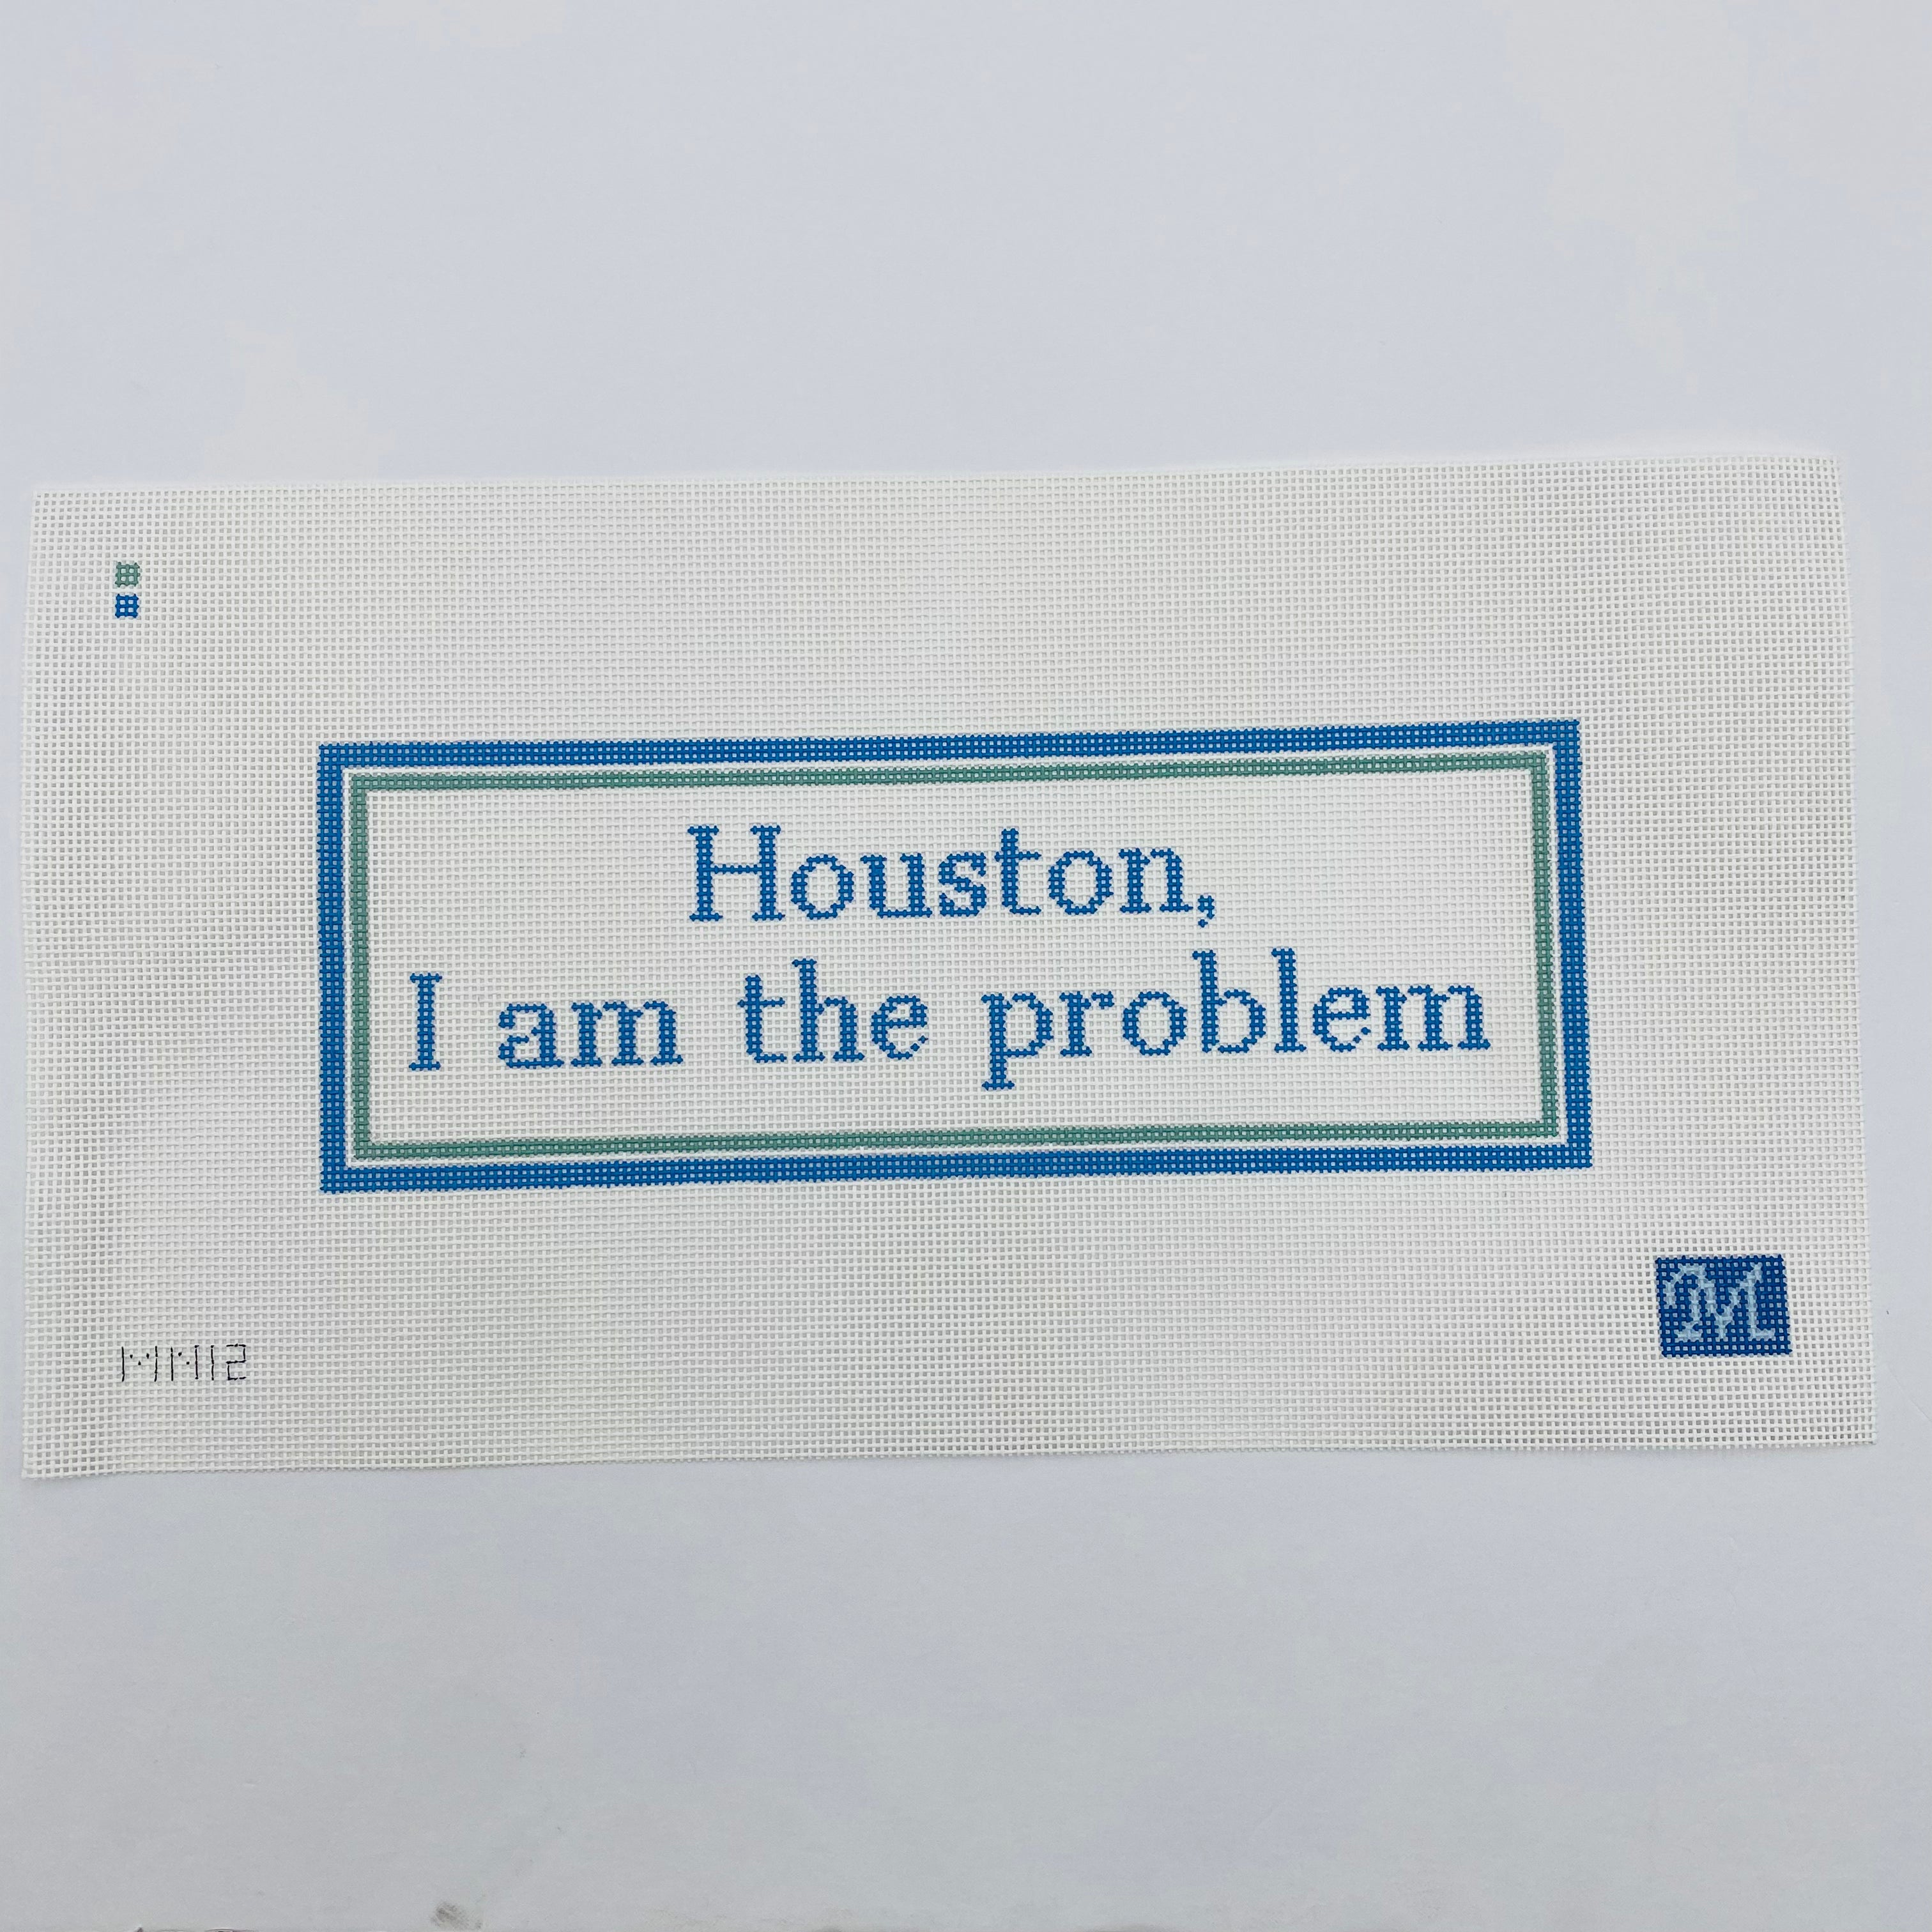 Houston,
I am the problem
MM12
M